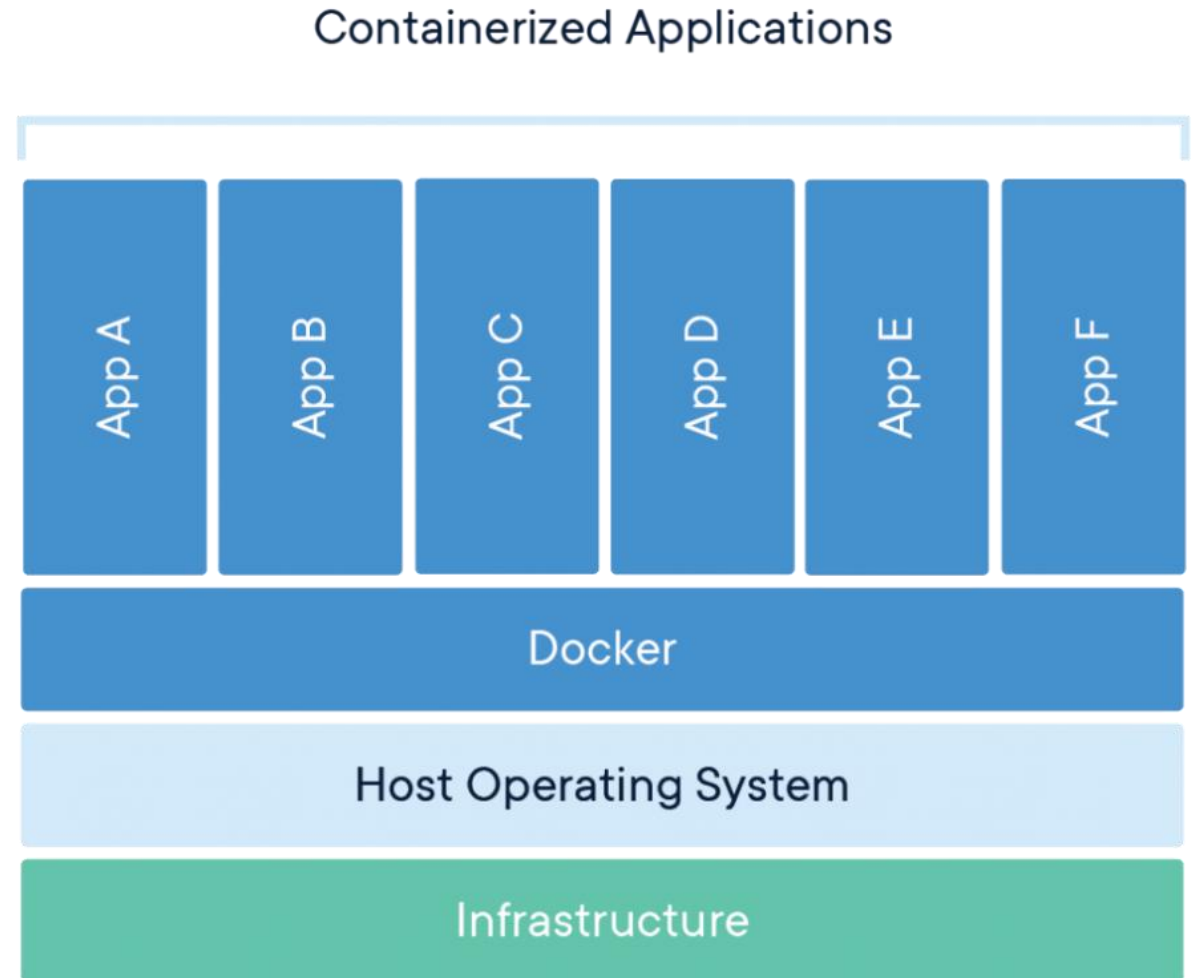 Containerized Applications
App A
App B
App C
App D
App E
App F
Docker
Host Operating System
Infrastructure